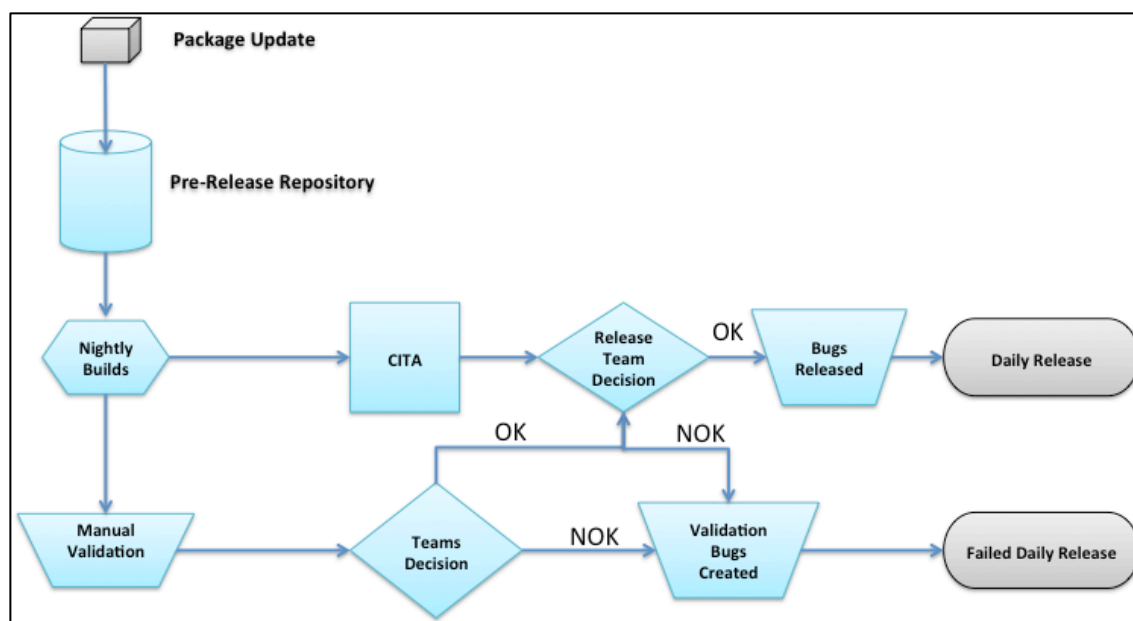 Package Update
Pre-Release Repository
Nightly
Builds
CITA
Release
Team
Decision
OK
Bugs
Released
Daily Release
OK
NOK
Manual
Validation
Teams
Decision
NOK
Validation
Bugs
Created
Failed Daily Release